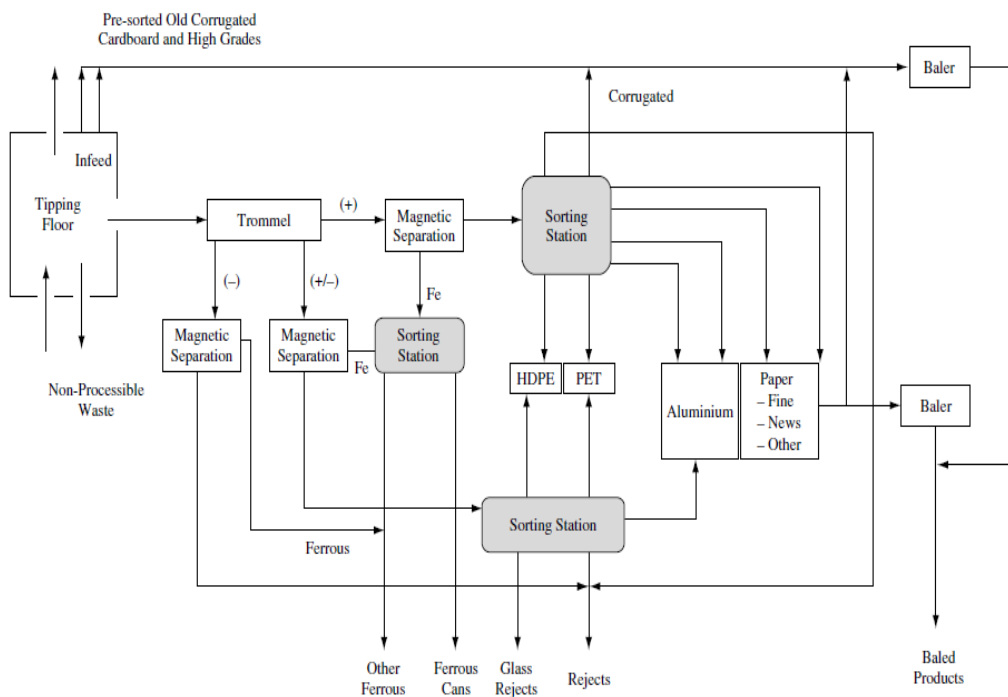 Pre-sorted Old Corrugated
Cardboard and High Grades
Baler
Corrugated
Infeed
Tipping
Floor
Trommel
(+)
Magnetic
Separation
Sorting
Station
(–)
(+/–)
Fe
Magnetic
Separation
Magnetic
Separation
Fe
Sorting
Station
Non-Processible
Waste
HDPE
PET
Aluminium
Paper
– Fine
– News
– Other
Baler
Sorting Station
Ferrous
Other
Ferrous
Ferrous
Cans
Glass
Rejects
Rejects
Baled
Products